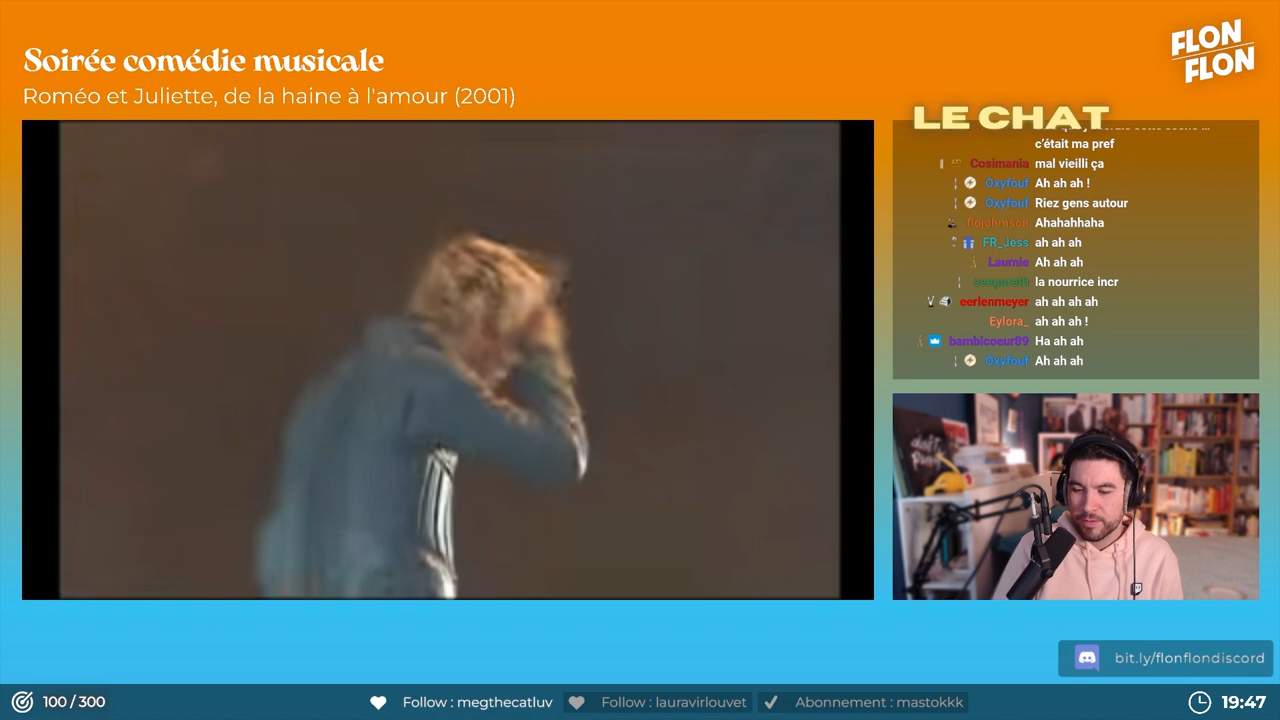 Soirée comédie musicale
Roméo et Juliette, de la haine à l'amour (2001)
FLON
FLON
LE CHAT
c'était ma pref
Cosimania mal vieilli ça
Oxyfouf Ah ah ah !
Oxyfouf Riez gens autour
flojohmson Ahahahhaha
FR_Jess ah ah ah
Laumie Ah ah ah
la nourrice incr
eerlenmeyer ah ah ah ah
Eylora_ ah ah ah !
bambicoeur89 Ha ah ah
Oxyfouf Ah ah ah
bit.ly/flonflondiscord
100 / 300
Follow : megthecatluv
Follow : lauravirlouvet
Abonnement : mastokkk
19:47